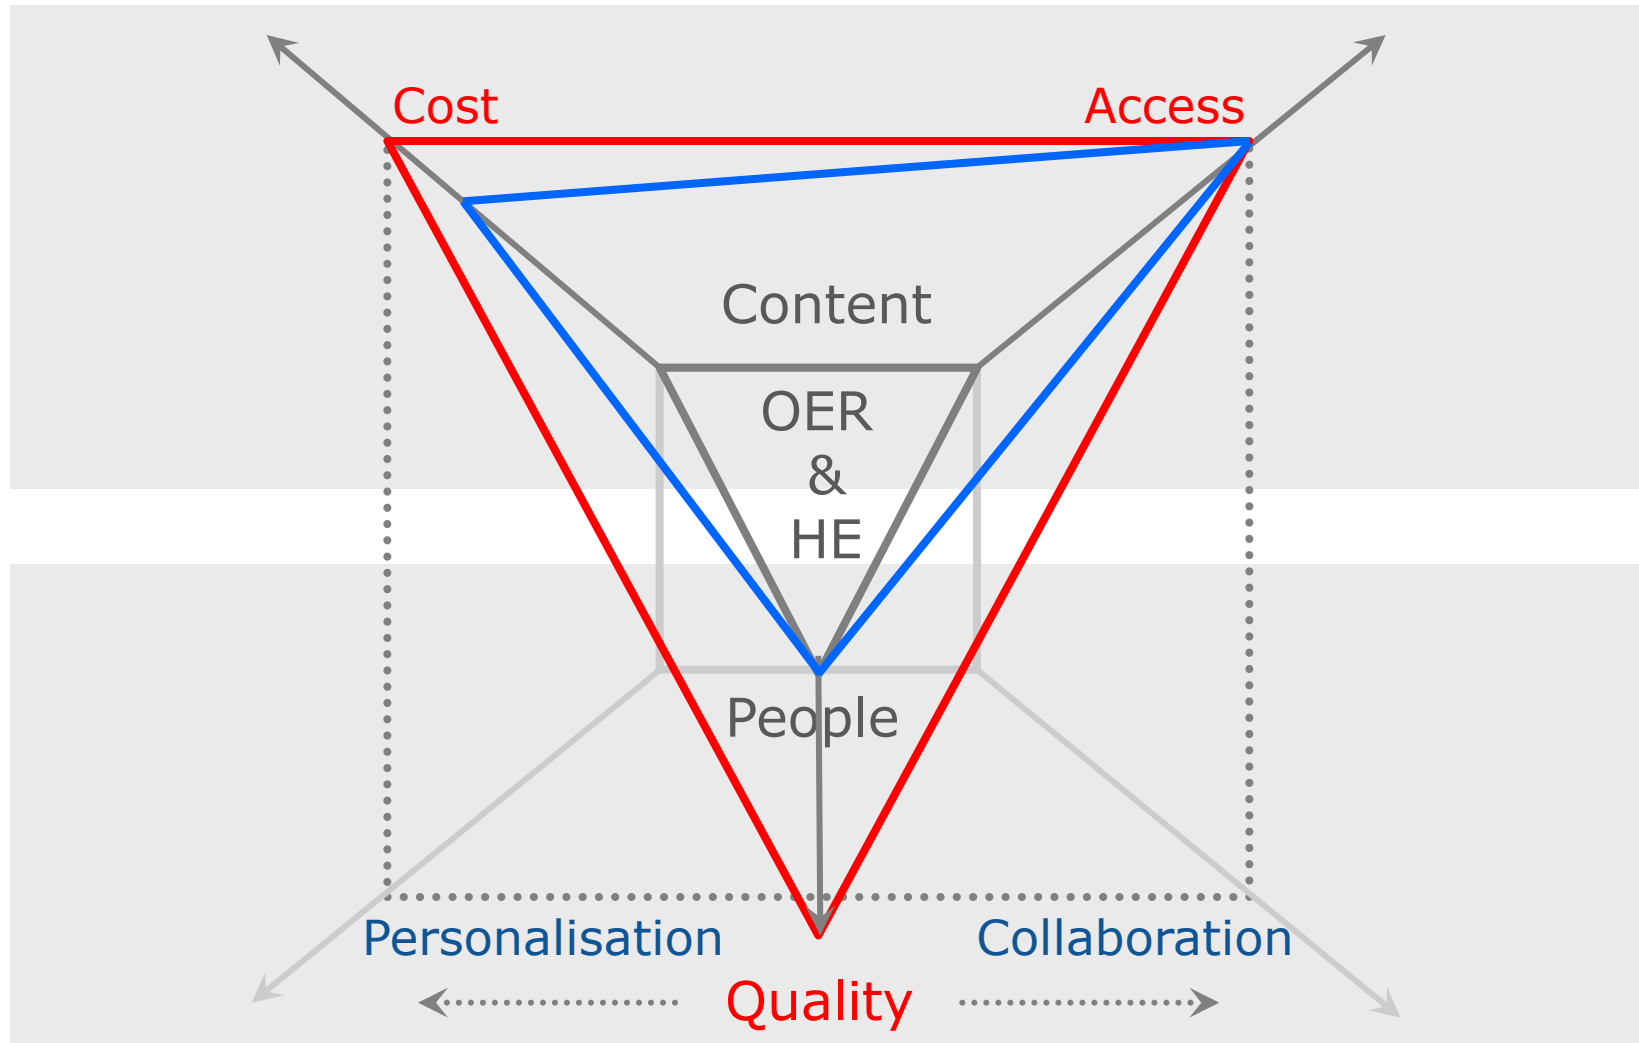 Cost
Access
Content
OER
&
HE
People
Personalisation
Collaboration
Quality